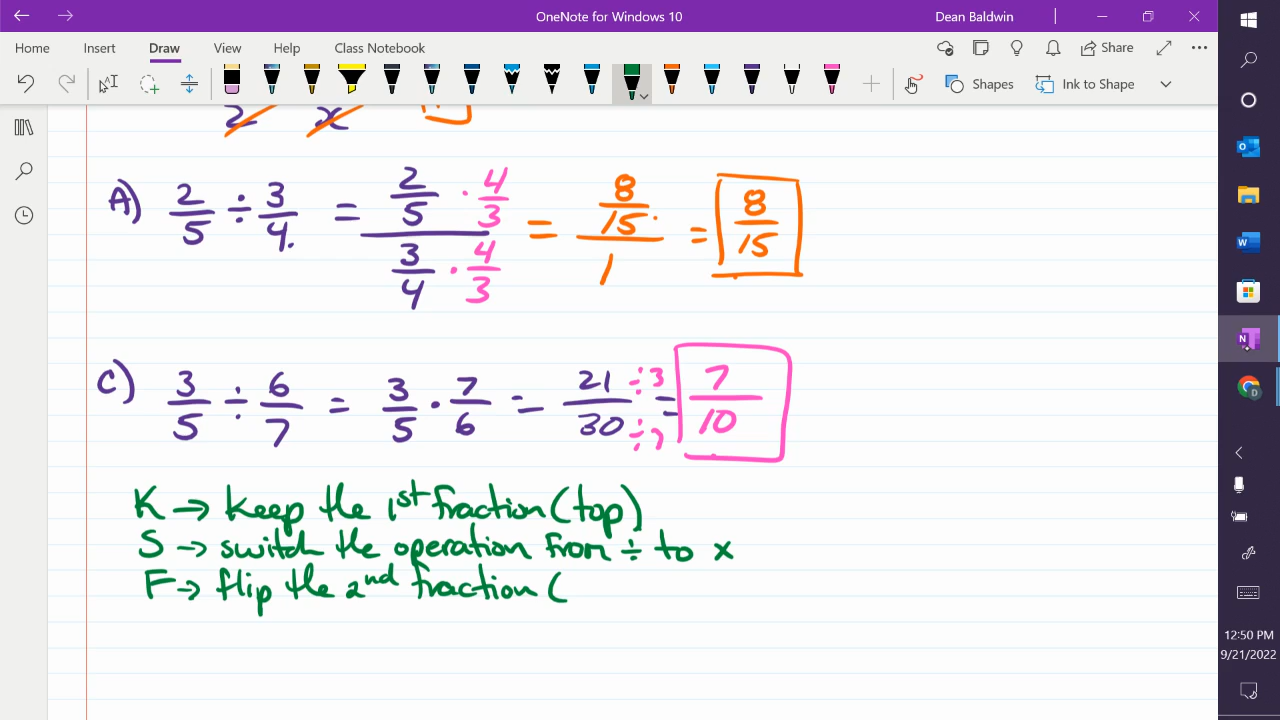 OneNote for Windows 10
Dean Baldwin
Home Insert Draw View Help Class Notebook
Share
Shapes Ink to Shape
2 x
A) 2/5 ÷ 3/4. = (2/5 · 4/3)/(3/4 · 4/3) = (8/15.)/1 = 8/15
C) 3/5 ÷ 6/7 = 3/5 · 7/6 = 21/30 ÷3/÷7 = 7/10
K → keep the 1st fraction (top)
S → switch the operation from ÷ to x
F → flip the 2nd fraction (
12:50 PM
9/21/2022